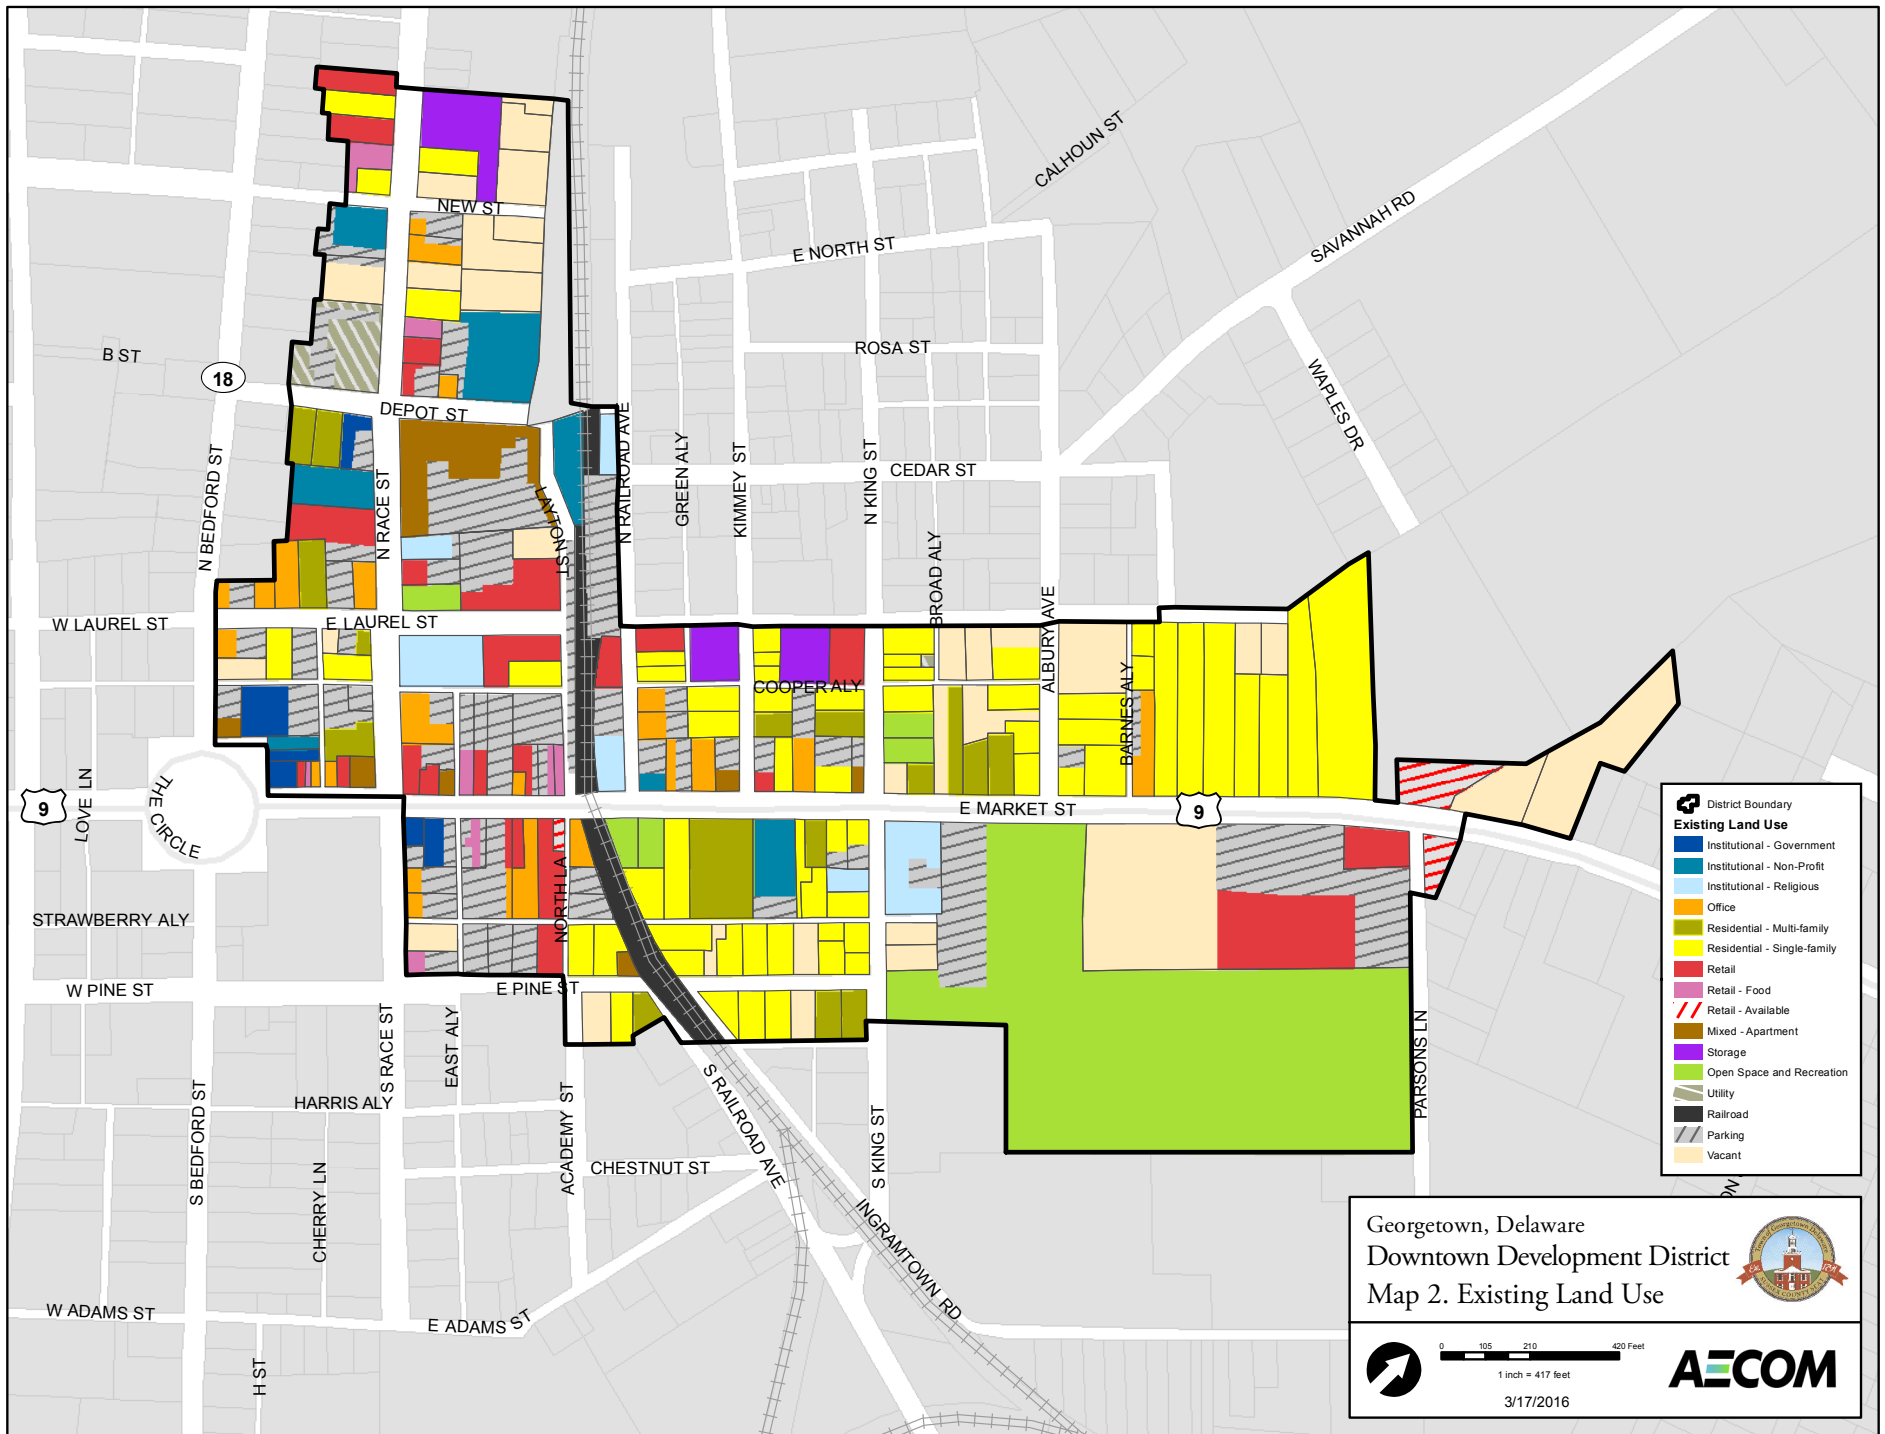 CALHOUN ST
SAVANNAH RD
NEW ST
E NORTH ST
B ST
18
ROSA ST
WAPLES DR
DEPOT ST
N RAILROAD AVE
GREEN ALY
KIMMEY ST
N KING ST
CEDAR ST
N BEDFORD ST
N RACE ST
LAYTON ST
BROAD ALY
ALBURY AVE
W LAUREL ST
E LAUREL ST
COOPER ALY
BARNES ALY
9
LOVE LN
THE CIRCLE
E MARKET ST
9
STRAWBERRY ALY
NORTH LA
W PINE ST
E PINE ST
S RACE ST
EAST ALY
S BEDFORD ST
HARRIS ALY
CHERRY LN
ACADEMY ST
CHESTNUT ST
S RAILROAD AVE
S KING ST
INGRAMTOWN RD
PARSONS LN
W ADAMS ST
E ADAMS ST
H ST
District Boundary
Existing Land Use
Institutional - Government
Institutional - Non-Profit
Institutional - Religious
Office
Residential - Multi-family
Residential - Single-family
Retail
Retail - Food
Retail - Available
Mixed - Apartment
Storage
Open Space and Recreation
Utility
Railroad
Parking
Vacant
Georgetown, Delaware
Downtown Development District
Map 2. Existing Land Use
0 105 210 420 Feet
1 inch = 417 feet
3/17/2016
AECOM